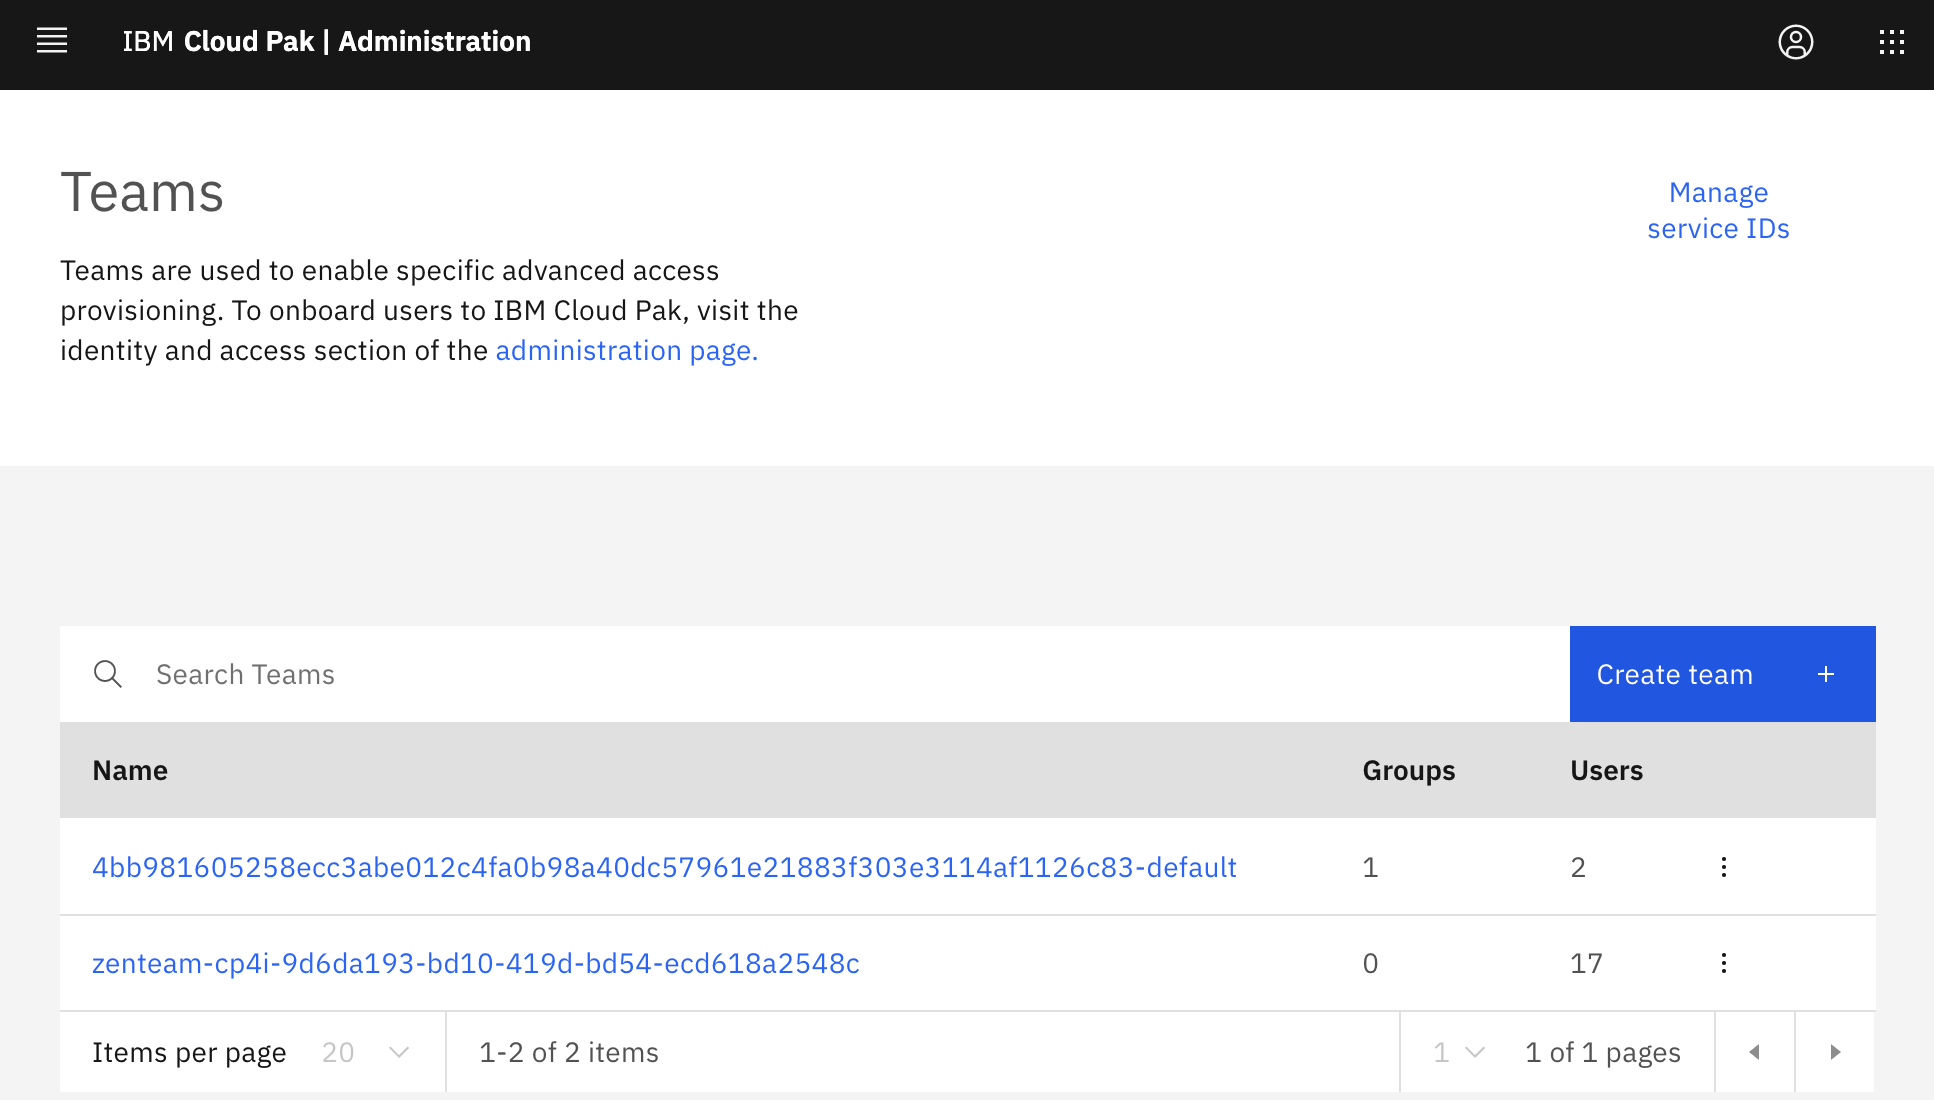 IBM Cloud Pak | Administration
Teams
Manage
service IDs
Teams are used to enable specific advanced access
provisioning. To onboard users to IBM Cloud Pak, visit the
identity and access section of the administration page.
Search Teams
Create team +
Name Groups Users
4bb981605258ecc3abe012c4fa0b98a40dc57961e21883f303e3114af1126c83-default 1 2
zenteam-cp4i-9d6da193-bd10-419d-bd54-ecd618a2548c 0 17
Items per page 20 1-2 of 2 items 1 1 of 1 pages